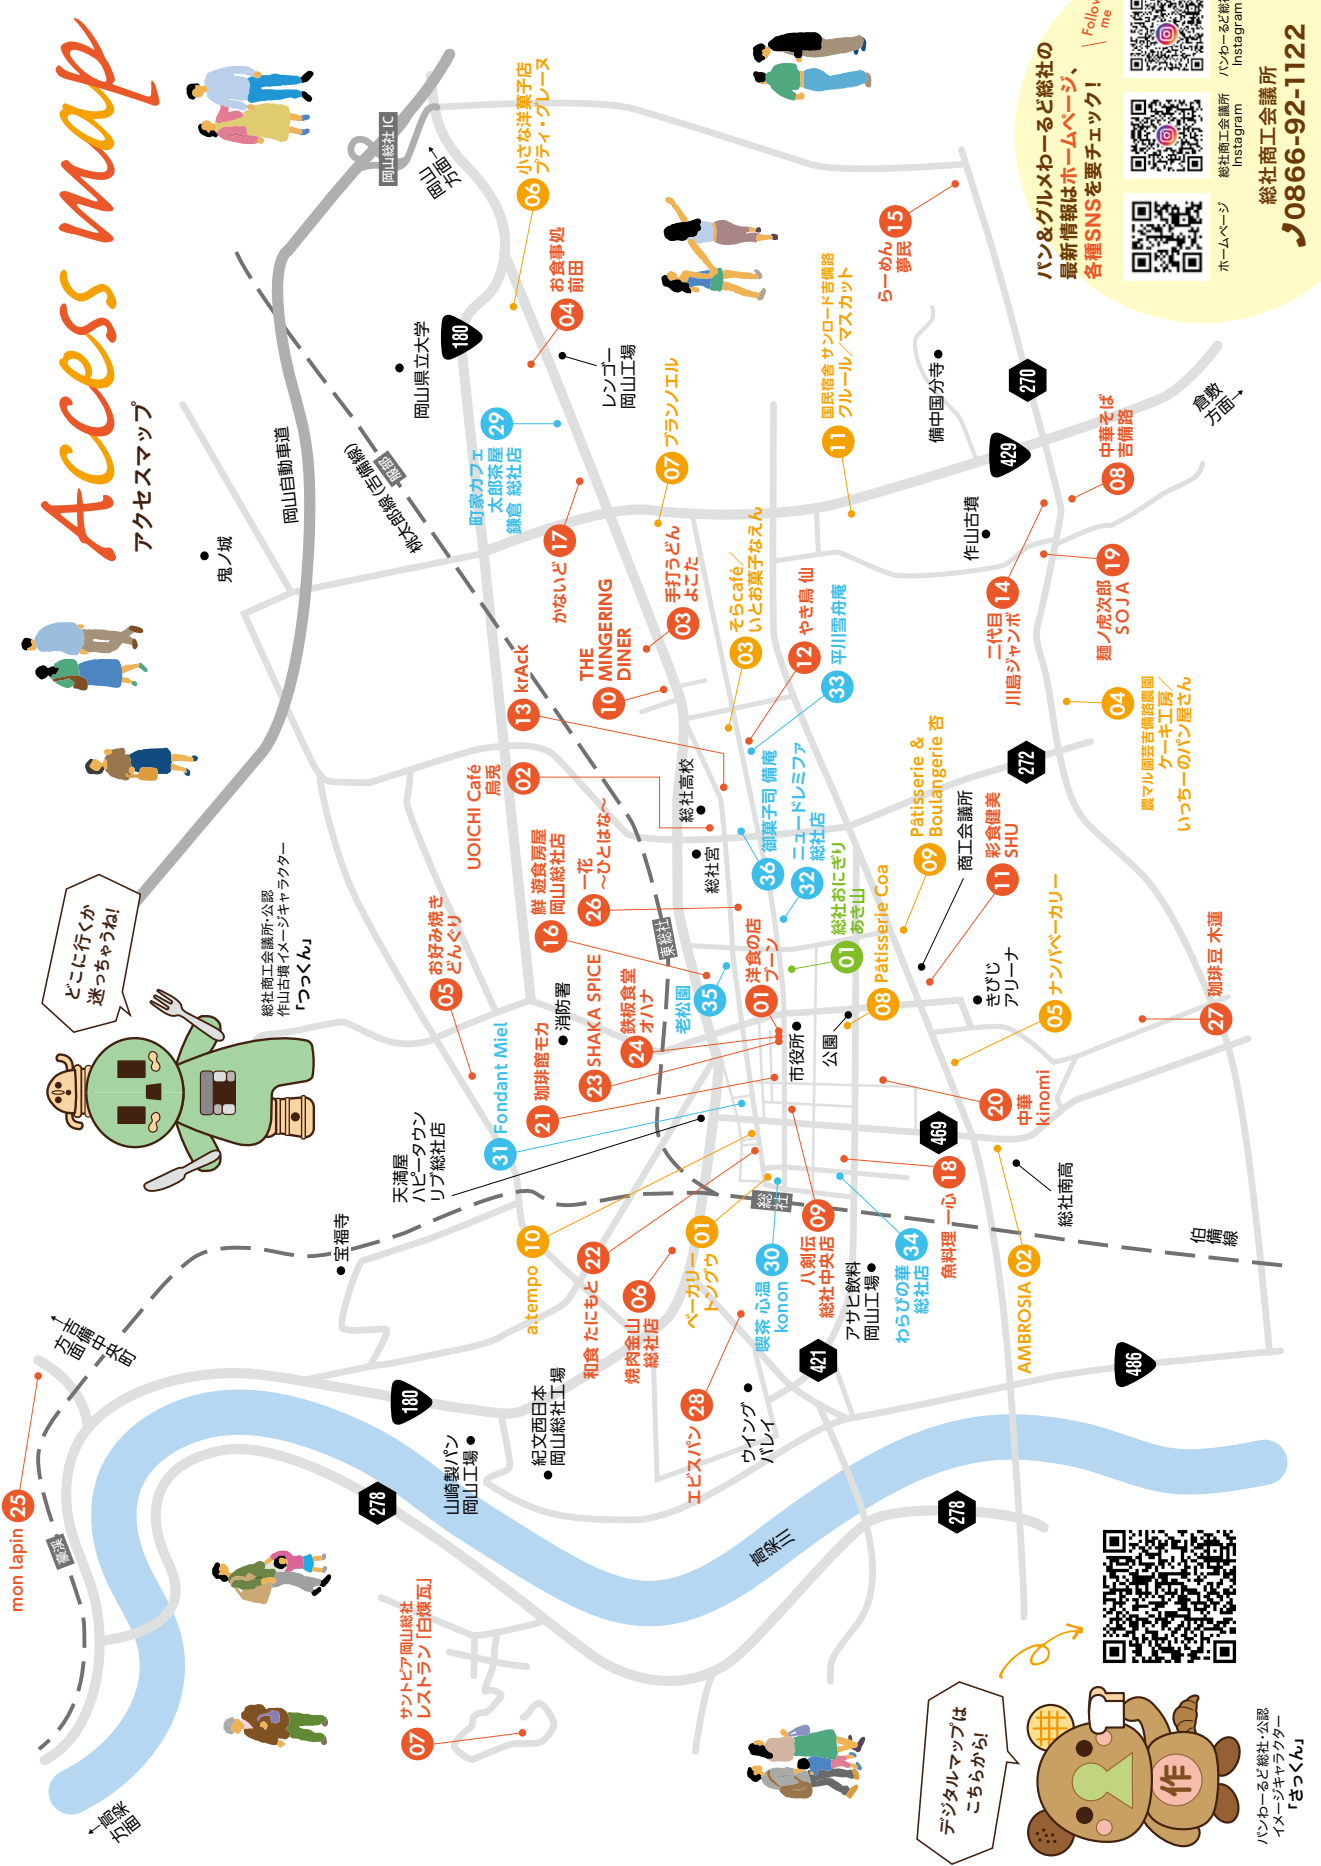 Access map
アクセスマップ
どこに行くか
迷っちゃうね!
総社商工会議所・公認
作山古墳イメージキャラクター
「つっくん」
鬼ノ城
岡山自動車道
岡山総社IC
岡山
方面
桃太郎線(吉備線)
服部
岡山県立大学
180
06
小さな洋菓子店
プティ・グレーヌ
04
お食事処
前田
レンゴー
岡山工場
29
町家カフェ
太郎茶屋
鎌倉 総社店
17
かないど
07
ブランノエル
03
手打うどん
よこた
10
THE
MINGERING
DINER
13
krAck
02
UOICHI Café
烏兎
16
鮮 遊食房屋
岡山総社店
26
一花
〜ひとはな〜
05
お好み焼き
どんぐり
31
Fondant Miel
21
珈琲館モカ
消防署
23
SHAKA SPICE
24
鉄板食堂
オハナ
東総社
35
老松園
01
洋食の店
ブーン
総社宮
総社高校
36
御菓子司 備庵
32
ニュードレミファ
総社店
01
総社おにぎり
あき山
08
Pâtisserie Coa
09
Pâtisserie &
Boulangerie 杏
商工会議所
11
彩食健美
SHU
03
そらcafé/
いとお菓子なえん
12
やき鳥 仙
33
平川雪舟庵
11
国民宿舎 サンロード吉備路
クルール/マスカット
15
らーめん
夢民
備中国分寺
作山古墳
270
429
倉敷
方面
08
中華そば
吉備路
14
二代目
川島ジャンボ
19
麺ノ虎次郎
SOJA
04
農マル園芸吉備路農園
ケーキ工房/
いっちーのパン屋さん
272
きびじ
アリーナ
05
ナンバベーカリー
27
珈琲豆 木蓮
市役所
公園
20
中華
kinomi
469
18
魚料理 一心
総社南高
伯備
線
02
AMBROSIA
34
わらびの華
総社店
アサヒ飲料
岡山工場
09
八剣伝
総社中央店
総社
30
喫茶 心温
konon
01
ベーカリー
トングウ
06
焼肉金山
総社店
22
和食 たにもと
10
a.tempo
天満屋
ハピータウン
リブ総社店
宝福寺
吉備中央町
方面
25
mon lapin
豪渓
180
278
山崎製パン
岡山工場
紀文西日本
岡山総社工場
28
エビスパン
ウイング
バレイ
421
486
278
高梁川
07
サントピア岡山総社
レストラン「白煉瓦」
高梁
方面
デジタルマップは
こちらから!
作
パンわーるど総社・公認
イメージキャラクター
「さっくん」
パン&グルメわーるど総社の
最新情報はホームページ、
各種SNSを要チェック!
Follow
me
ホームページ
総社商工会議所
Instagram
パンわーるど総社
Instagram
総社商工会議所
0866-92-1122